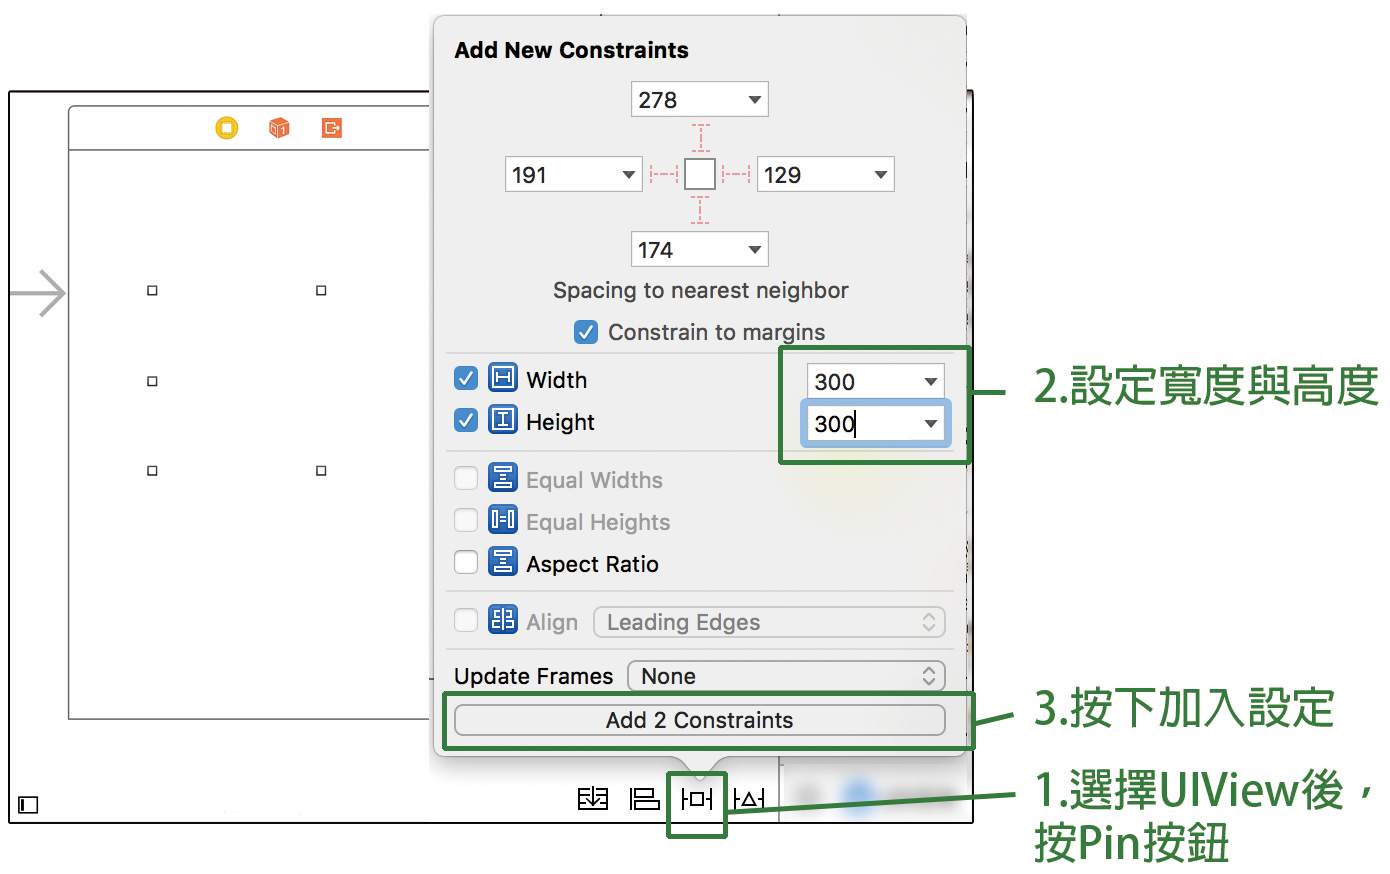 Add New Constraints
278
191
129
174
Spacing to nearest neighbor
Constrain to margins
Width
300
Height
300
2.設定寬度與高度
Equal Widths
Equal Heights
Aspect Ratio
Align
Leading Edges
Update Frames
None
Add 2 Constraints
3.按下加入設定
1.選擇UIView後，
按Pin按鈕